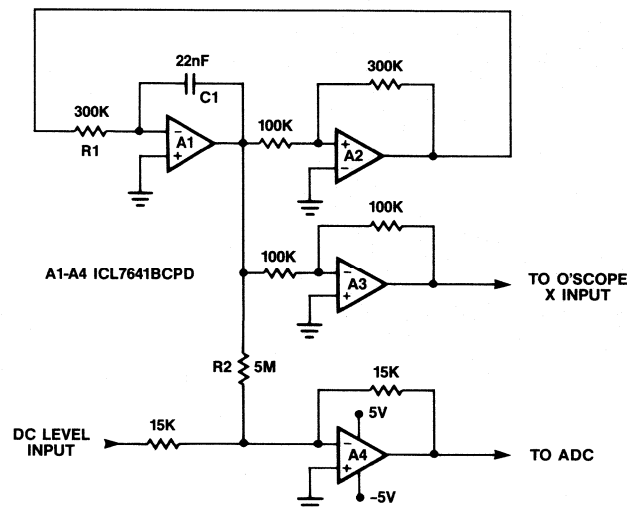 22nF
C1
300K
R1
−
A1
+
100K
300K
+
A2
−
100K
100K
−
A3
+
A1-A4 ICL7641BCPD
TO O'SCOPE
X INPUT
R2 5M
15K
15K
DC LEVEL
INPUT
5V
−
A4
+
-5V
TO ADC